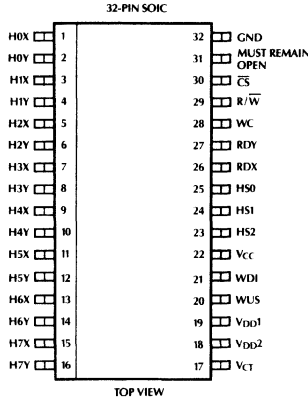 32-PIN SOIC
H0X 1 32 GND
H0Y 2 31 MUST REMAIN OPEN
H1X 3 30 C̅S̅
H1Y 4 29 R/W̅
H2X 5 28 WC
H2Y 6 27 RDY
H3X 7 26 RDX
H3Y 8 25 HS0
H4X 9 24 HS1
H4Y 10 23 HS2
H5X 11 22 VCC
H5Y 12 21 WDI
H6X 13 20 WUS
H6Y 14 19 VDD1
H7X 15 18 VDD2
H7Y 16 17 VCT
TOP VIEW